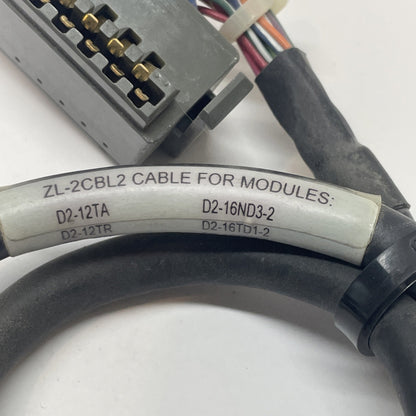 ZL-2CBL2 CABLE FOR MODULES:
D2-12TA D2-16ND3-2
D2-12TR D2-16TD1-2